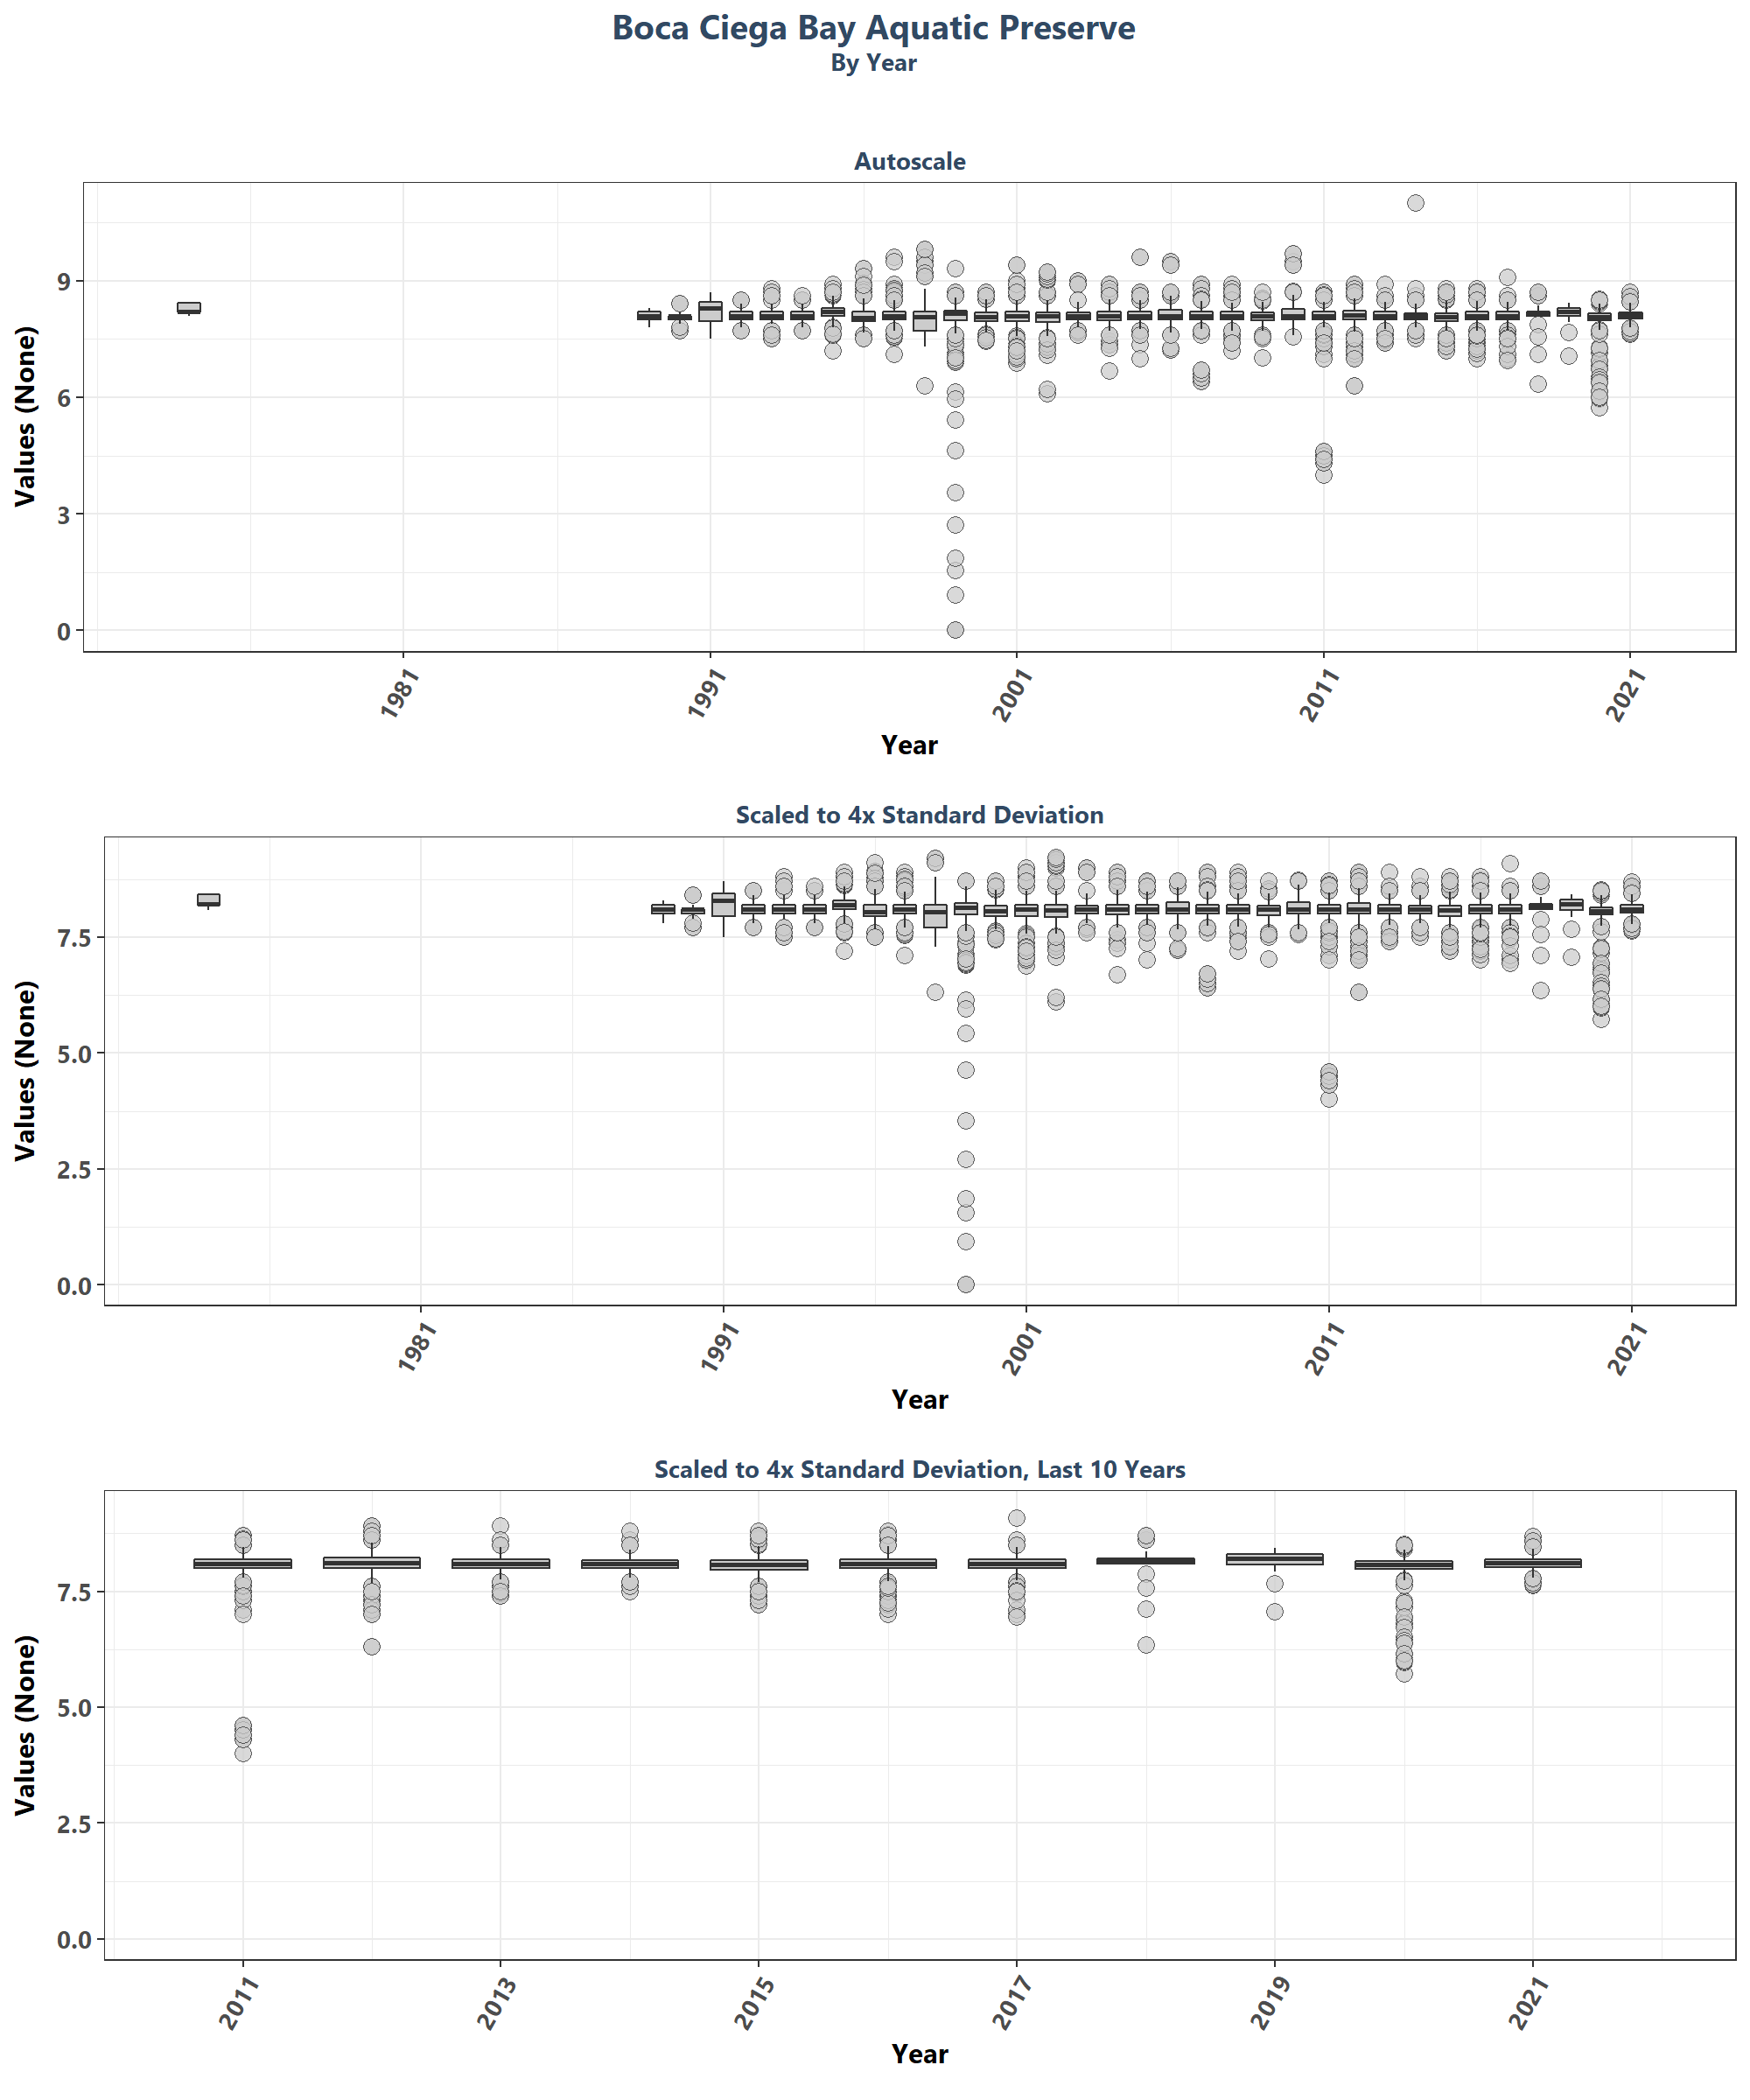 Boca Ciega Bay Aquatic Preserve
By Year
Autoscale
Values (None)
9
6
3
0
1981
1991
2001
2011
2021
Year
Scaled to 4x Standard Deviation
Values (None)
7.5
5.0
2.5
0.0
1981
1991
2001
2011
2021
Year
Scaled to 4x Standard Deviation, Last 10 Years
Values (None)
7.5
5.0
2.5
0.0
2011
2013
2015
2017
2019
2021
Year